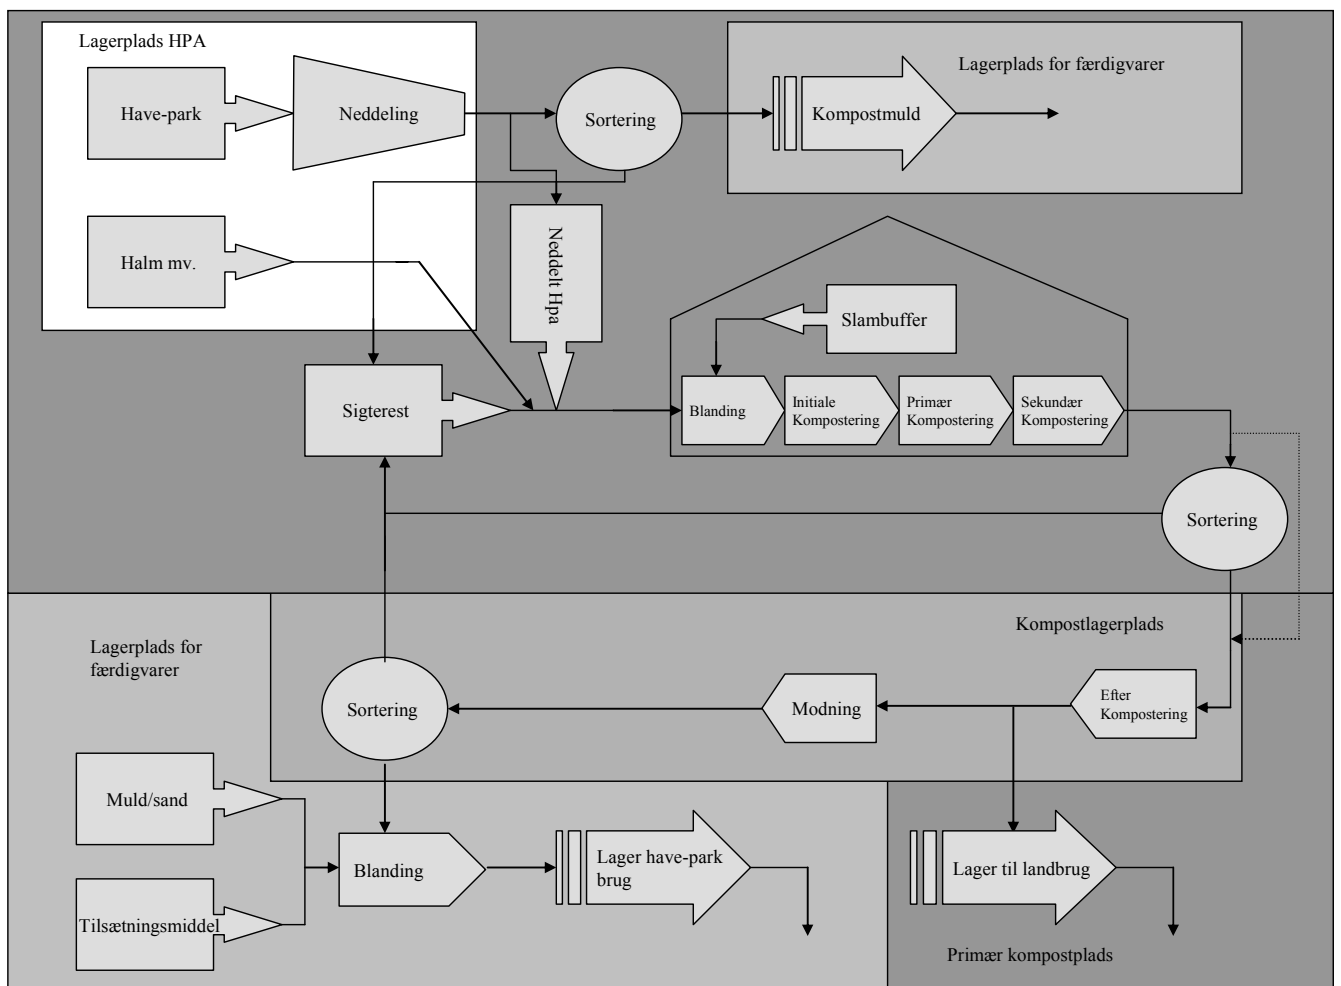 Lagerplads HPA
Have-park
Neddeling
Sortering
Kompostmuld
Lagerplads for færdigvarer
Halm mv.
Neddelt Hpa
Slambuffer
Sigterest
Blanding
Initiale
Kompostering
Primær
Kompostering
Sekundær
Kompostering
Sortering
Kompostlagerplads
Lagerplads for
færdigvarer
Sortering
Modning
Efter
Kompostering
Muld/sand
Blanding
Lager have-park
brug
Lager til landbrug
Tilsætningsmiddel
Primær kompostplads